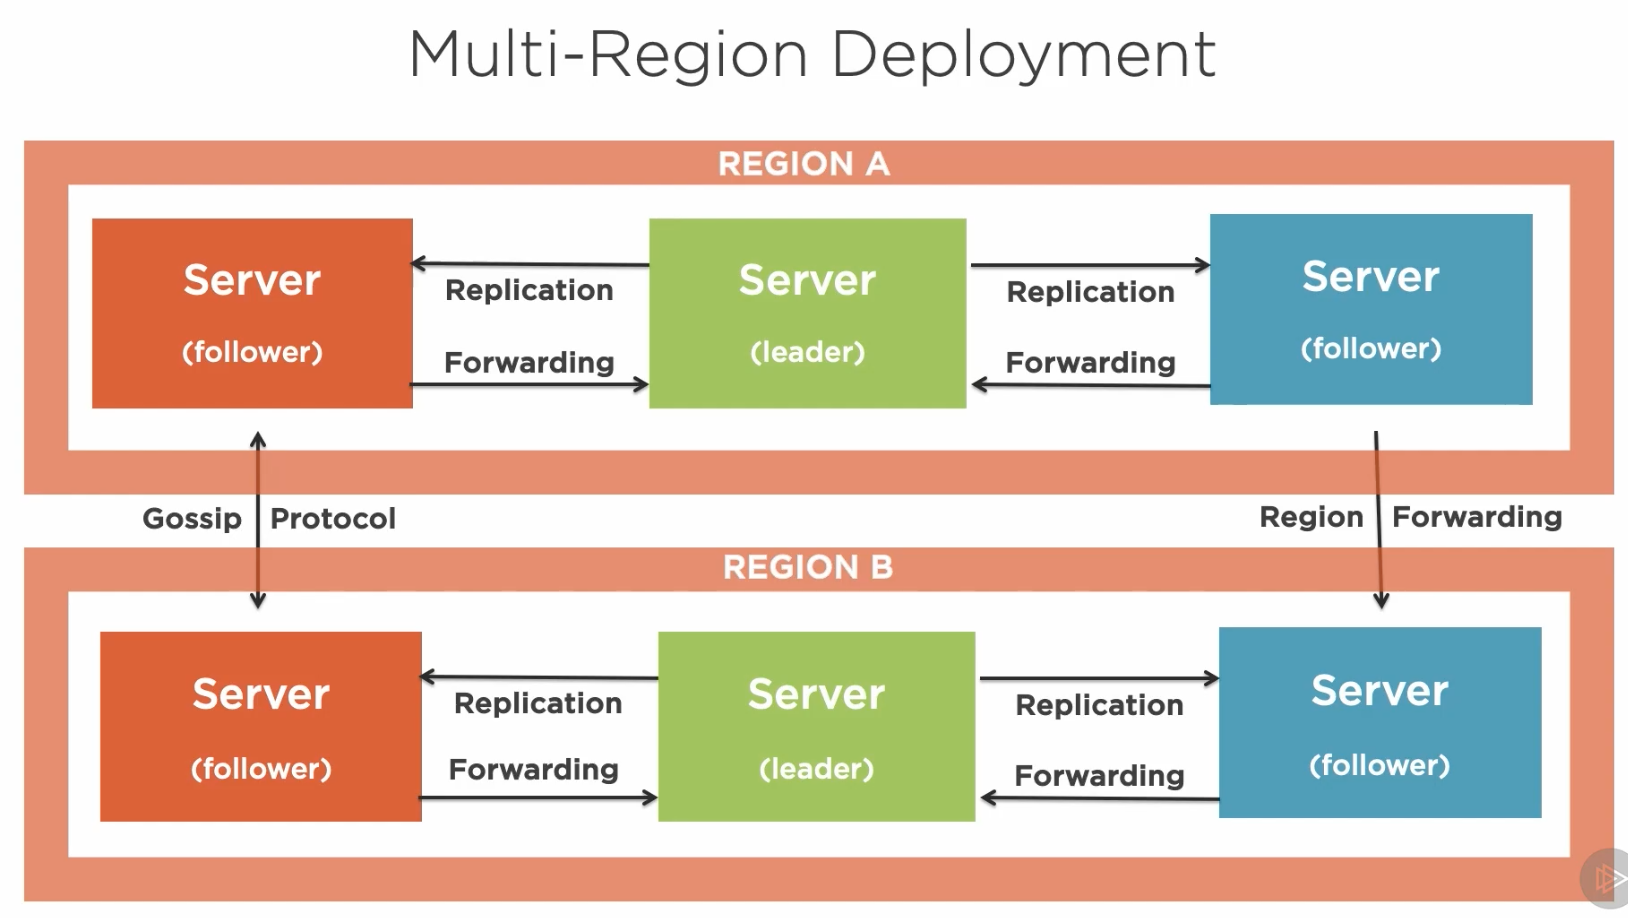 Multi-Region Deployment
REGION A
Server
(follower)
Replication
Forwarding
Server
(leader)
Replication
Forwarding
Server
(follower)
Gossip Protocol
Region Forwarding
REGION B
Server
(follower)
Replication
Forwarding
Server
(leader)
Replication
Forwarding
Server
(follower)